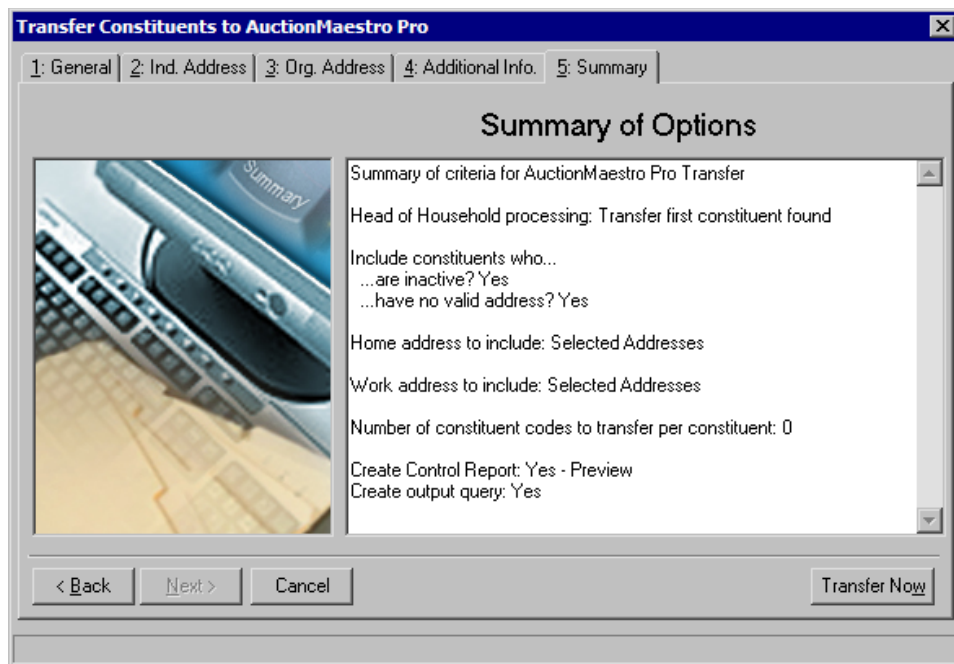 Transfer Constituents to AuctionMaestro Pro
1: General 2: Ind. Address 3: Org. Address 4: Additional Info. 5: Summary
Summary of Options
Summary
Summary of criteria for AuctionMaestro Pro Transfer
Head of Household processing: Transfer first constituent found
Include constituents who...
...are inactive? Yes
...have no valid address? Yes
Home address to include: Selected Addresses
Work address to include: Selected Addresses
Number of constituent codes to transfer per constituent: 0
Create Control Report: Yes - Preview
Create output query: Yes
< Back Next > Cancel Transfer Now